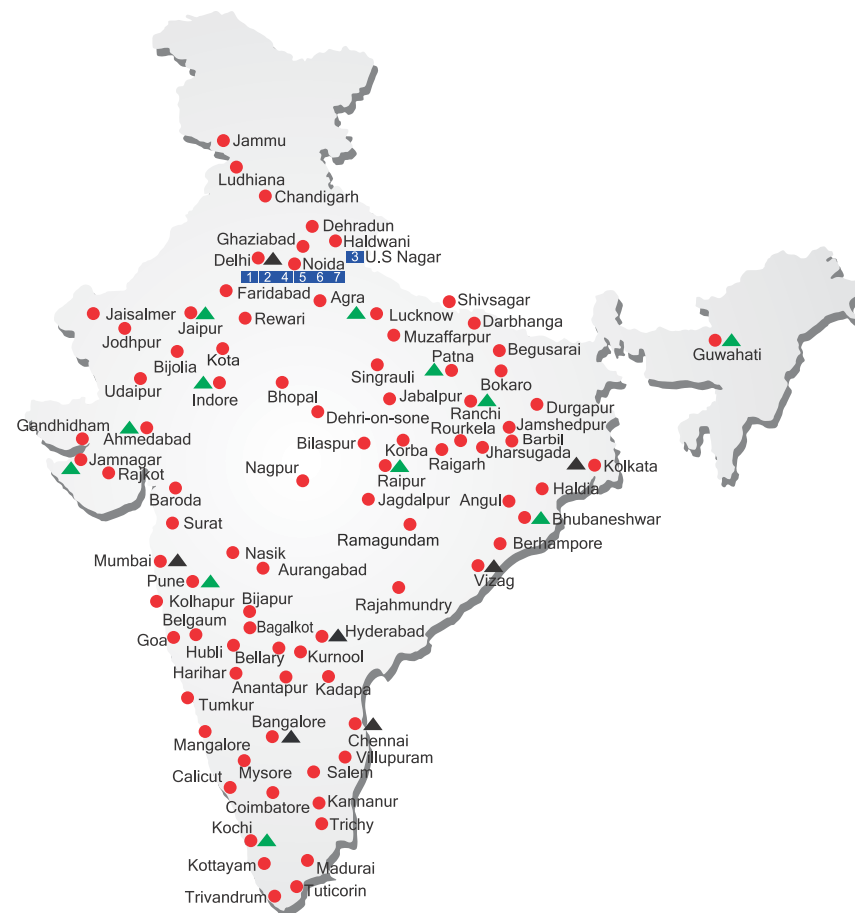 Jammu
Ludhiana
Chandigarh
Dehradun
Ghaziabad
Haldwani
Delhi
Noida
3 U.S Nagar
1 2 4 5 6 7
Faridabad
Agra
Shivsagar
Jaisalmer
Jaipur
Rewari
Lucknow
Darbhanga
Jodhpur
Muzaffarpur
Guwahati
Bijolia
Kota
Patna
Begusarai
Singrauli
Udaipur
Indore
Bhopal
Jabalpur
Bokaro
Ranchi
Durgapur
Dehri-on-sone
Gandhidham
Ahmedabad
Rourkela
Jamshedpur
Bilaspur
Korba
Barbil
Jharsugada
Jamnagar
Raigarh
Kolkata
Rajkot
Nagpur
Raipur
Baroda
Jagdalpur
Angul
Haldia
Surat
Bhubaneshwar
Ramagundam
Berhampore
Mumbai
Nasik
Aurangabad
Vizag
Pune
Kolhapur
Bijapur
Rajahmundry
Belgaum
Bagalkot
Hyderabad
Goa
Hubli
Bellary
Kurnool
Harihar
Anantapur
Kadapa
Tumkur
Bangalore
Chennai
Mangalore
Villupuram
Mysore
Salem
Calicut
Coimbatore
Kannanur
Kochi
Trichy
Kottayam
Madurai
Trivandrum
Tuticorin